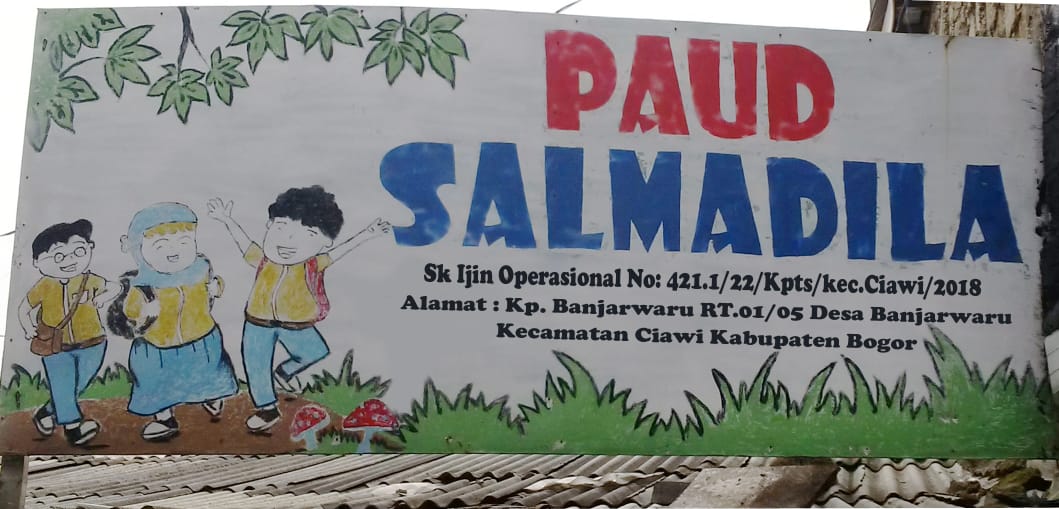 PAUD
SALMADILA
Sk Ijin Operasional No: 421.1/22/Kpts/kec.Ciawi/2018
Alamat : Kp. Banjarwaru RT.01/05 Desa Banjarwaru
Kecamatan Ciawi Kabupaten Bogor